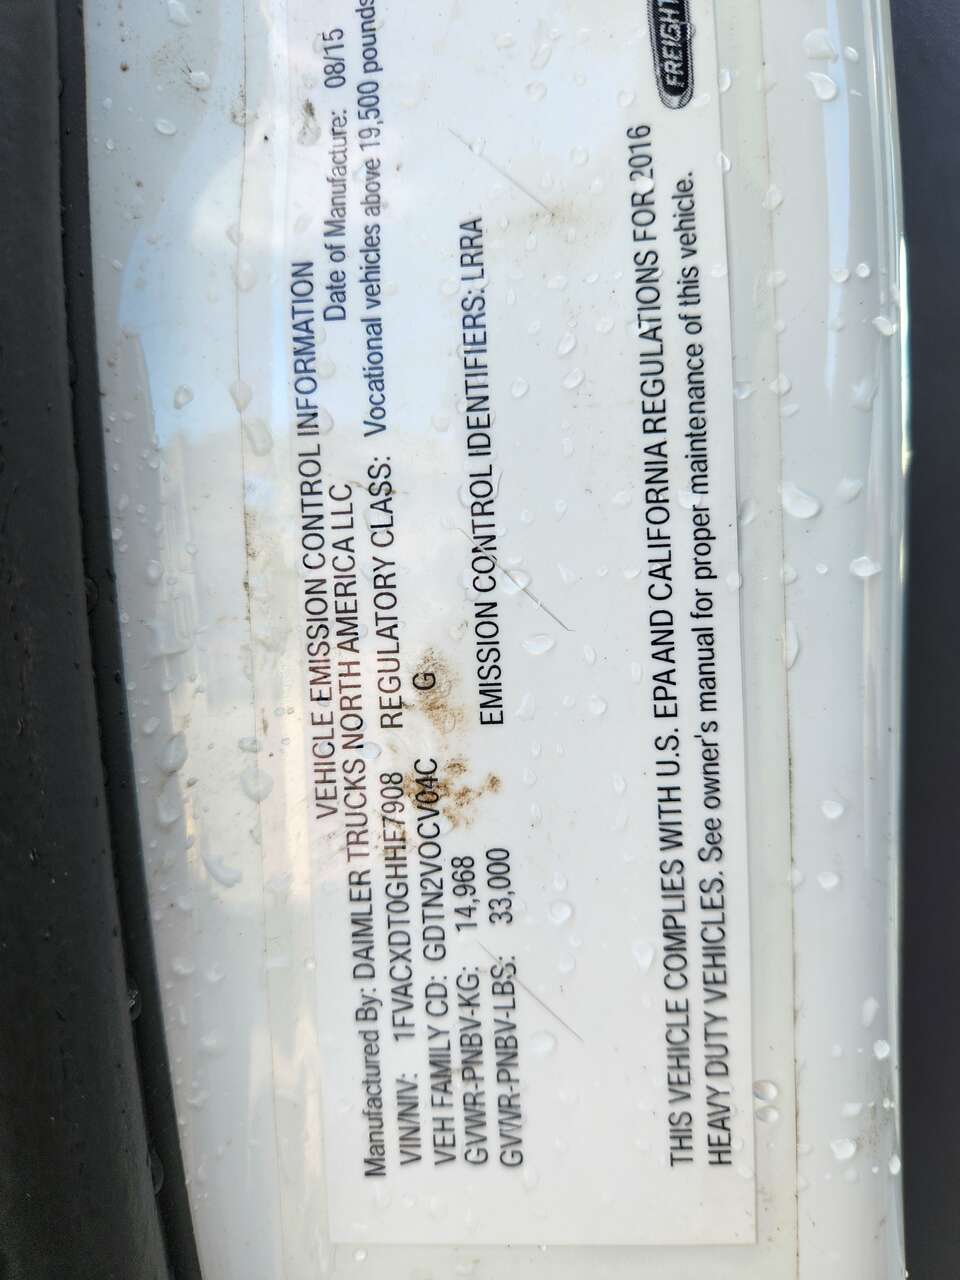 VEHICLE EMISSION CONTROL INFORMATION
Manufactured By: DAIMLER TRUCKS NORTH AMERICA LLC Date of Manufacture: 08/15
VIN/NIV: 1FVACXDT0GHHE7908 REGULATORY CLASS: Vocational vehicles above 19,500 pounds
VEH FAMILY CD: GDTN2VOCV04C G
GVWR-PNBV-KG: 14,968
GVWR-PNBV-LBS: 33,000 EMISSION CONTROL IDENTIFIERS: LRRA
THIS VEHICLE COMPLIES WITH U.S. EPA AND CALIFORNIA REGULATIONS FOR 2016
HEAVY DUTY VEHICLES. See owner's manual for proper maintenance of this vehicle.
FREIGHT